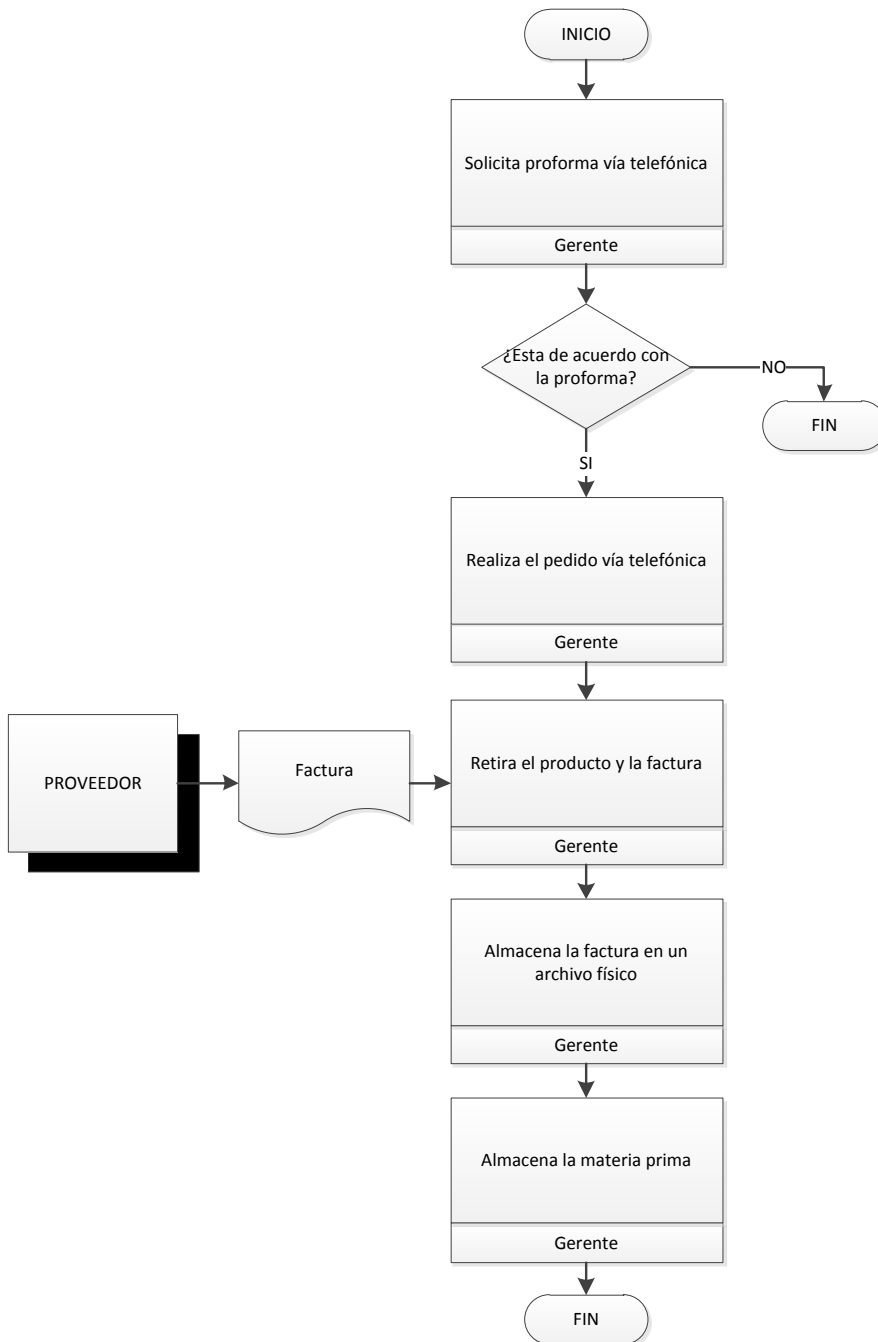 INICIO
Solicita proforma vía telefónica
Gerente
¿Esta de acuerdo con
la proforma?
NO
FIN
SI
Realiza el pedido vía telefónica
Gerente
PROVEEDOR
Factura
Retira el producto y la factura
Gerente
Almacena la factura en un
archivo físico
Gerente
Almacena la materia prima
Gerente
FIN